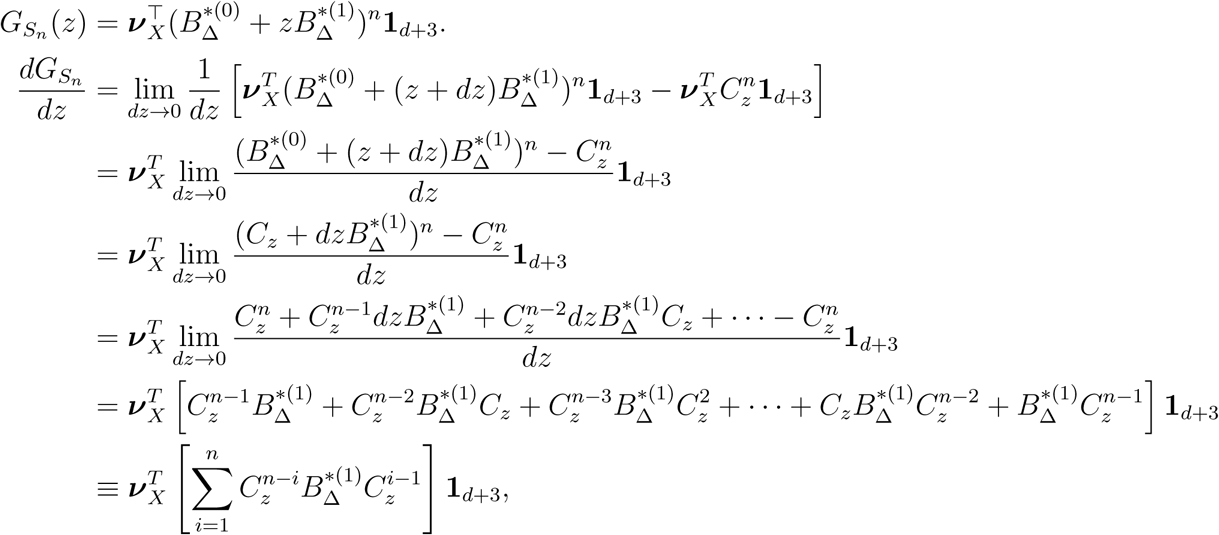 G_{S_n}(z) = \boldsymbol{\nu}_X^\top (B_\Delta^{*(0)} + zB_\Delta^{*(1)})^n \mathbf{1}_{d+3}.
\frac{dG_{S_n}}{dz} = \lim_{dz \to 0} \frac{1}{dz} \left[ \boldsymbol{\nu}_X^T (B_\Delta^{*(0)} + (z + dz)B_\Delta^{*(1)})^n \mathbf{1}_{d+3} - \boldsymbol{\nu}_X^T C_z^n \mathbf{1}_{d+3} \right]
= \boldsymbol{\nu}_X^T \lim_{dz \to 0} \frac{(B_\Delta^{*(0)} + (z + dz)B_\Delta^{*(1)})^n - C_z^n}{dz} \mathbf{1}_{d+3}
= \boldsymbol{\nu}_X^T \lim_{dz \to 0} \frac{(C_z + dzB_\Delta^{*(1)})^n - C_z^n}{dz} \mathbf{1}_{d+3}
= \boldsymbol{\nu}_X^T \lim_{dz \to 0} \frac{C_z^n + C_z^{n-1}dzB_\Delta^{*(1)} + C_z^{n-2}dzB_\Delta^{*(1)}C_z + \cdots - C_z^n}{dz} \mathbf{1}_{d+3}
= \boldsymbol{\nu}_X^T \left[ C_z^{n-1}B_\Delta^{*(1)} + C_z^{n-2}B_\Delta^{*(1)}C_z + C_z^{n-3}B_\Delta^{*(1)}C_z^2 + \cdots + C_zB_\Delta^{*(1)}C_z^{n-2} + B_\Delta^{*(1)}C_z^{n-1} \right] \mathbf{1}_{d+3}
\equiv \boldsymbol{\nu}_X^T \left[ \sum_{i=1}^n C_z^{n-i}B_\Delta^{*(1)}C_z^{i-1} \right] \mathbf{1}_{d+3},